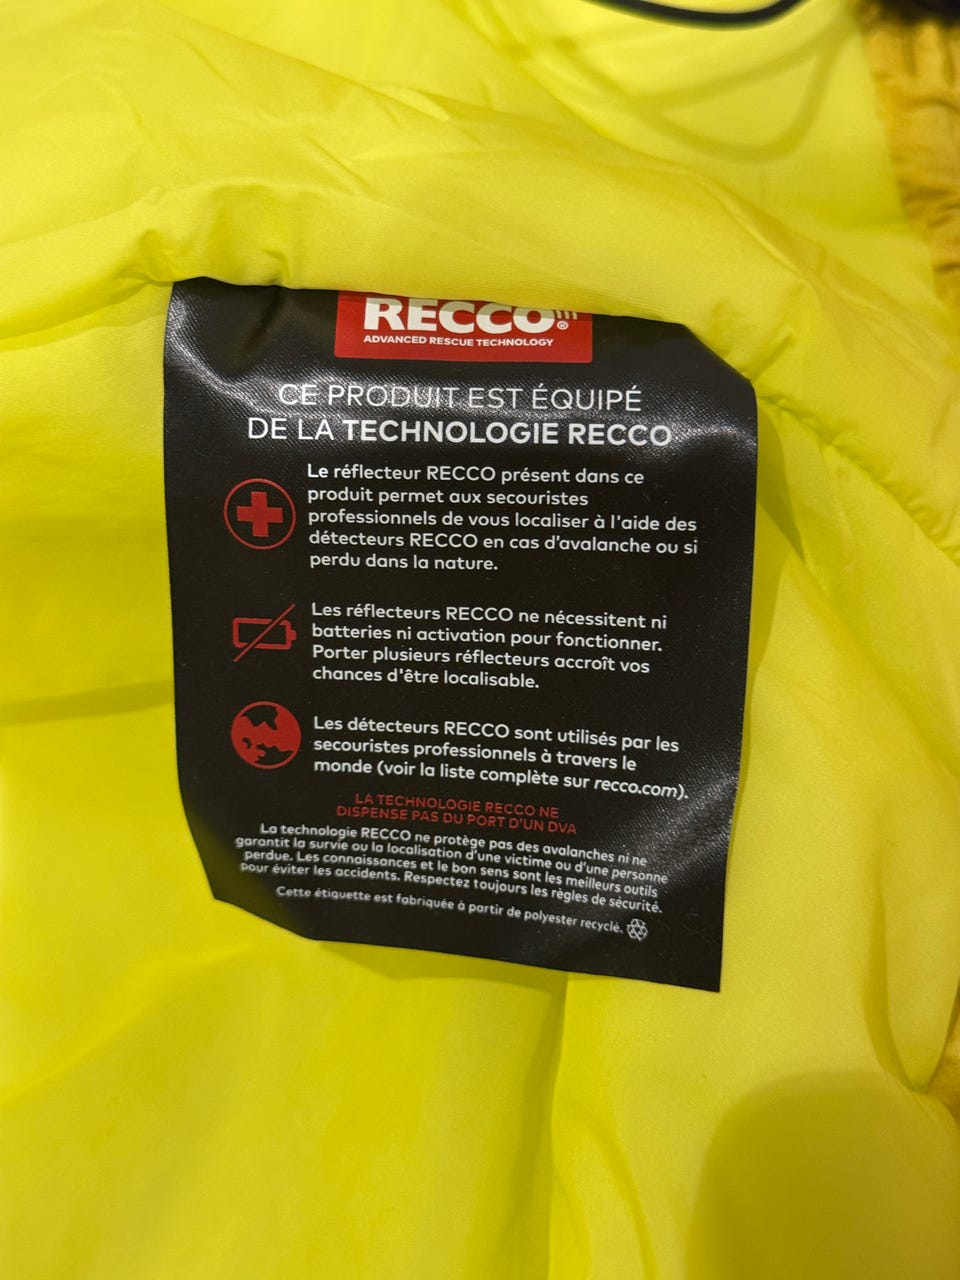 RECCO®
ADVANCED RESCUE TECHNOLOGY
CE PRODUIT EST ÉQUIPÉ
DE LA TECHNOLOGIE RECCO
Le réflecteur RECCO présent dans ce
produit permet aux secouristes
professionnels de vous localiser à l'aide des
détecteurs RECCO en cas d'avalanche ou si
perdu dans la nature.
Les réflecteurs RECCO ne nécessitent ni
batteries ni activation pour fonctionner.
Porter plusieurs réflecteurs accroît vos
chances d'être localisable.
Les détecteurs RECCO sont utilisés par les
secouristes professionnels à travers le
monde (voir la liste complète sur recco.com).
LA TECHNOLOGIE RECCO NE
DISPENSE PAS DU PORT D'UN DVA
La technologie RECCO ne protège pas des avalanches ni ne
garantit la survie ou la localisation d'une victime ou d'une personne
perdue. Les connaissances et le bon sens sont les meilleurs outils
pour éviter les accidents. Respectez toujours les règles de sécurité.
Cette étiquette est fabriquée à partir de polyester recyclé.